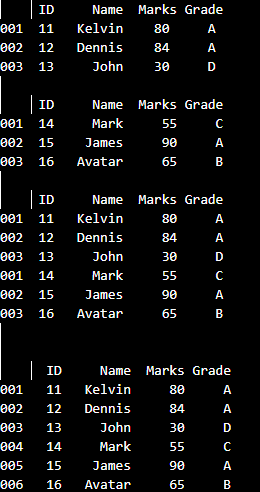 ID Name Marks Grade
001 11 Kelvin 80 A
002 12 Dennis 84 A
003 13 John 30 D
ID Name Marks Grade
001 14 Mark 55 C
002 15 James 90 A
003 16 Avatar 65 B
ID Name Marks Grade
001 11 Kelvin 80 A
002 12 Dennis 84 A
003 13 John 30 D
001 14 Mark 55 C
002 15 James 90 A
003 16 Avatar 65 B
ID Name Marks Grade
001 11 Kelvin 80 A
002 12 Dennis 84 A
003 13 John 30 D
004 14 Mark 55 C
005 15 James 90 A
006 16 Avatar 65 B